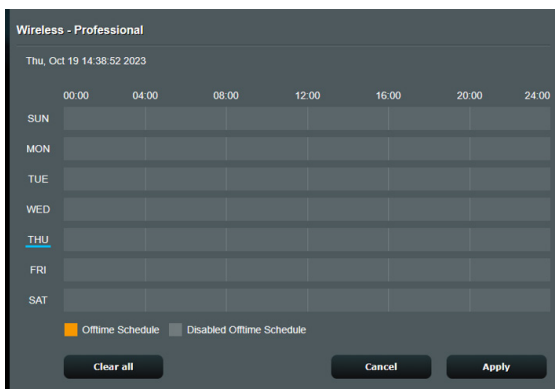 Wireless - Professional
Thu, Oct 19 14:38:52 2023
00:00 04:00 08:00 12:00 16:00 20:00 24:00
SUN
MON
TUE
WED
THU
FRI
SAT
Offtime Schedule Disabled Offtime Schedule
Clear all Cancel Apply